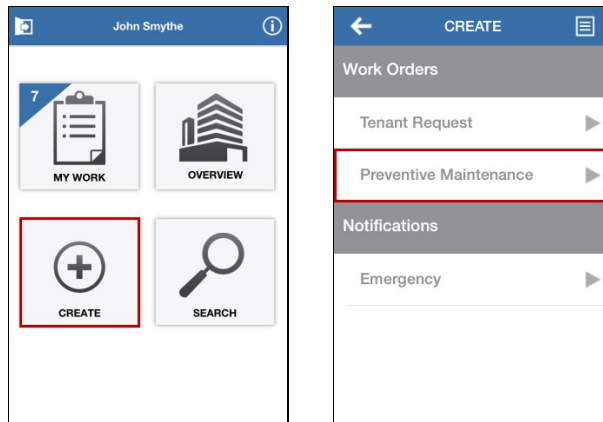 John Smythe
7
MY WORK
OVERVIEW
CREATE
SEARCH
CREATE
Work Orders
Tenant Request
Preventive Maintenance
Notifications
Emergency